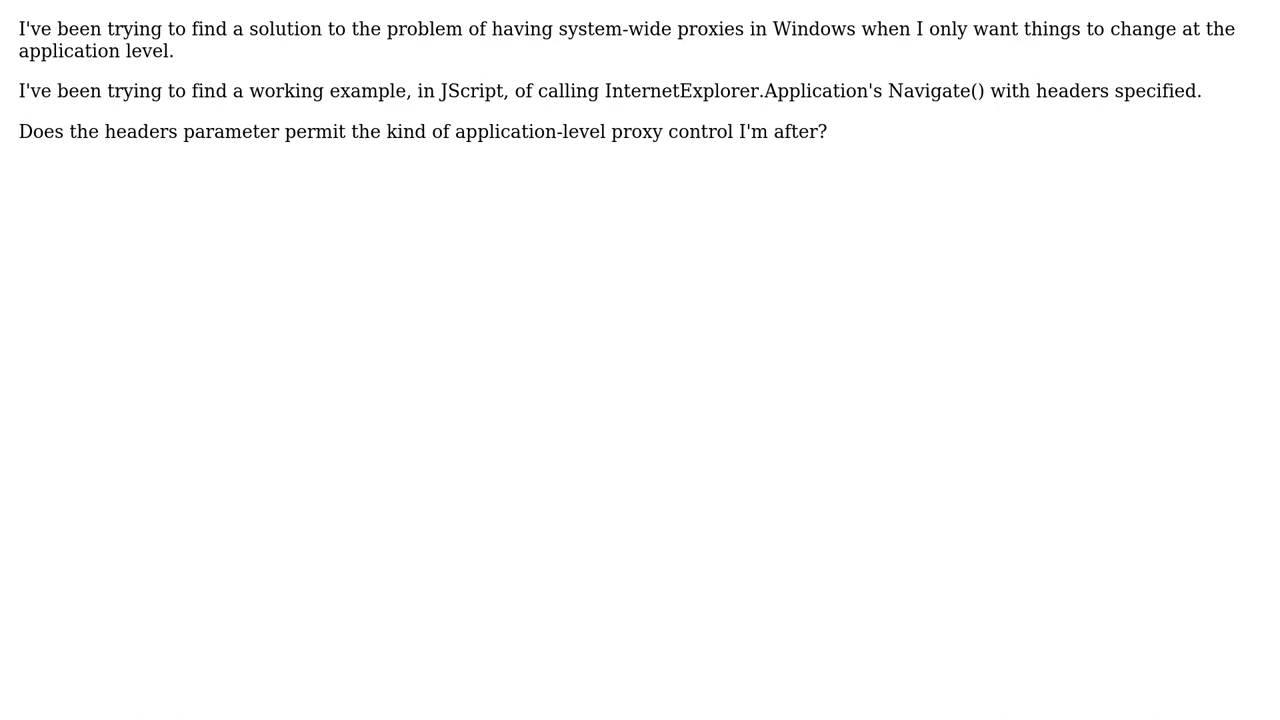 I've been trying to find a solution to the problem of having system-wide proxies in Windows when I only want things to change at the
application level.
I've been trying to find a working example, in JScript, of calling InternetExplorer.Application's Navigate() with headers specified.
Does the headers parameter permit the kind of application-level proxy control I'm after?